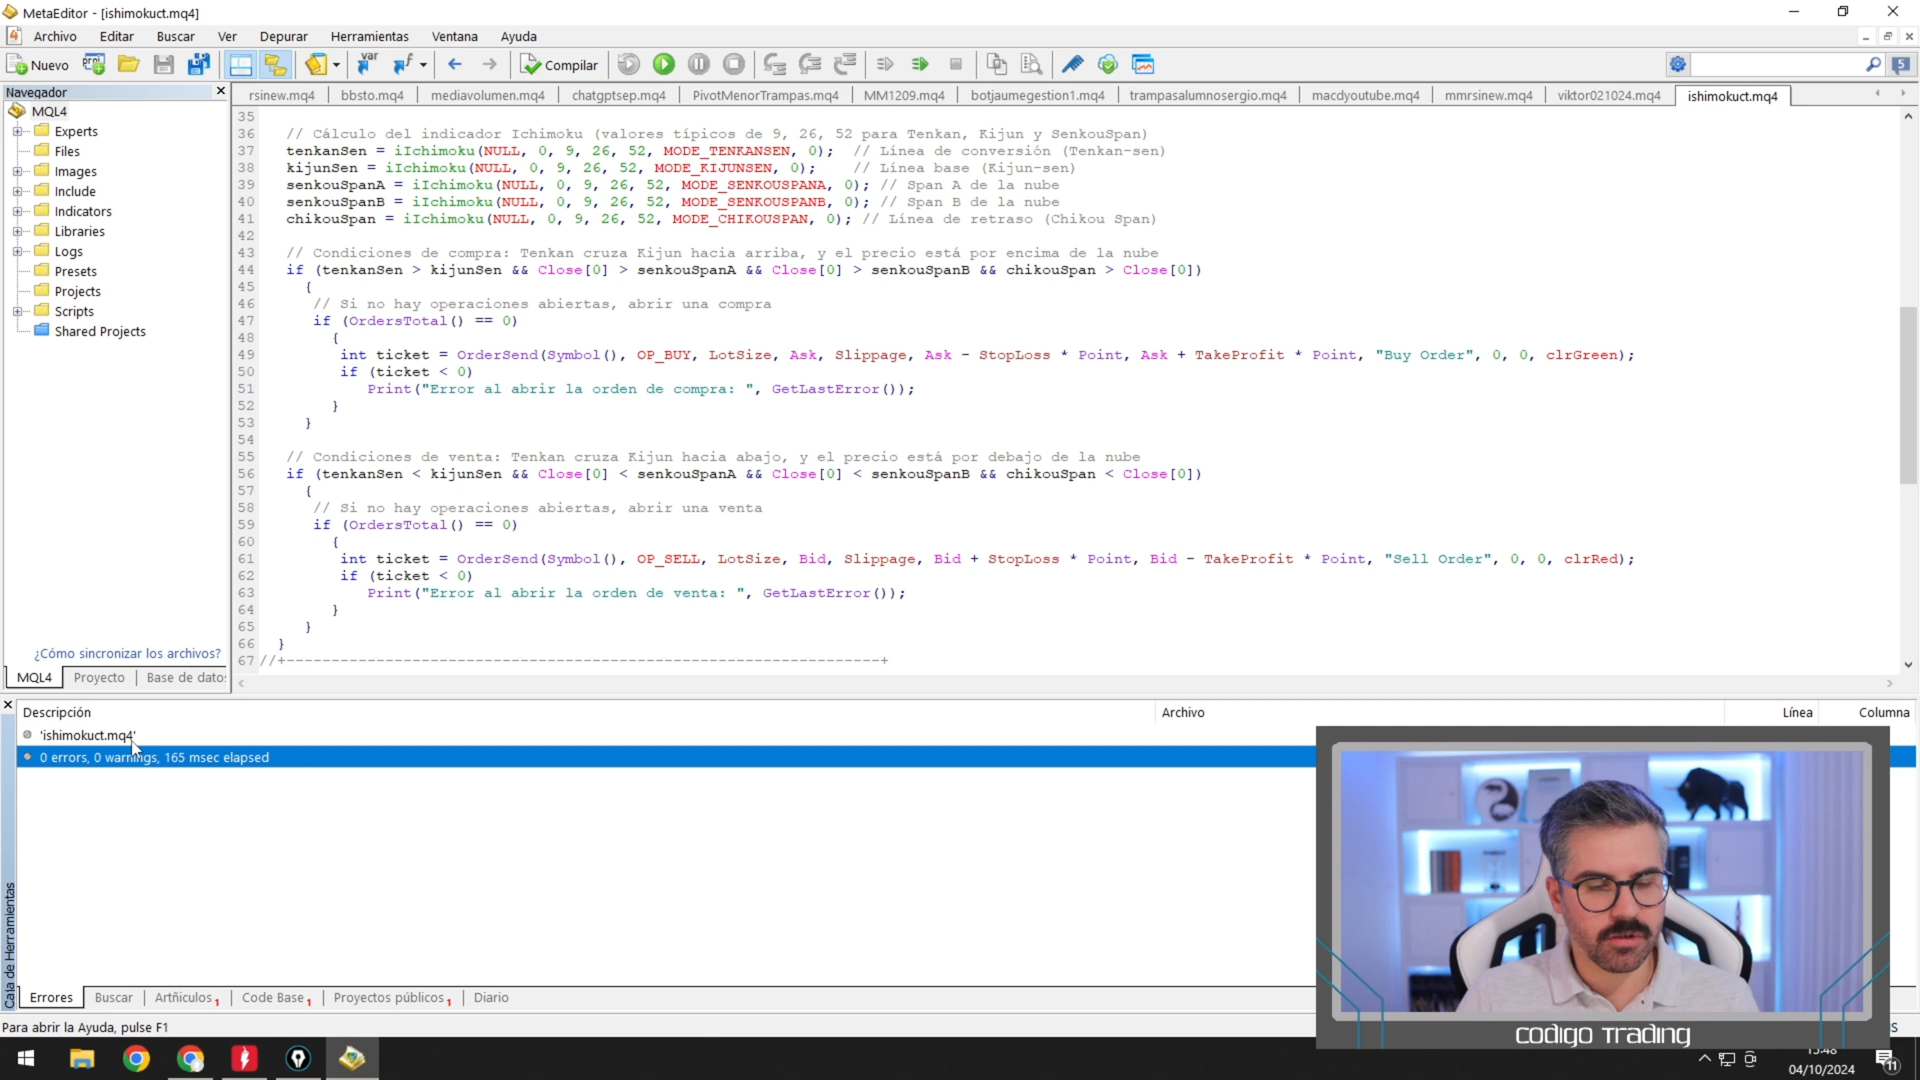 MetaEditor - [ishimokuct.mq4]
Archivo Editar Buscar Ver Depurar Herramientas Ventana Ayuda
Nuevo Compilar
Navegador
rsinew.mq4 bbsto.mq4 mediavolumen.mq4 chatgptsep.mq4 PivotMenorTrampas.mq4 MM1209.mq4 botjaumegestion1.mq4 trampasalumnosergio.mq4 macdyoutube.mq4 mmrsinew.mq4 viktor021024.mq4 ishimokuct.mq4
MQL4
Experts
Files
Images
Include
Indicators
Libraries
Logs
Presets
Projects
Scripts
Shared Projects
¿Cómo sincronizar los archivos?
MQL4 Proyecto Base de dato
35
36 // Cálculo del indicador Ichimoku (valores típicos de 9, 26, 52 para Tenkan, Kijun y SenkouSpan)
37 tenkanSen = iIchimoku(NULL, 0, 9, 26, 52, MODE_TENKANSEN, 0); // Línea de conversión (Tenkan-sen)
38 kijunSen = iIchimoku(NULL, 0, 9, 26, 52, MODE_KIJUNSEN, 0); // Línea base (Kijun-sen)
39 senkouSpanA = iIchimoku(NULL, 0, 9, 26, 52, MODE_SENKOUSPANA, 0); // Span A de la nube
40 senkouSpanB = iIchimoku(NULL, 0, 9, 26, 52, MODE_SENKOUSPANB, 0); // Span B de la nube
41 chikouSpan = iIchimoku(NULL, 0, 9, 26, 52, MODE_CHIKOUSPAN, 0); // Línea de retraso (Chikou Span)
42
43 // Condiciones de compra: Tenkan cruza Kijun hacia arriba, y el precio está por encima de la nube
44 if (tenkanSen > kijunSen && Close[0] > senkouSpanA && Close[0] > senkouSpanB && chikouSpan > Close[0])
45 {
46 // Si no hay operaciones abiertas, abrir una compra
47 if (OrdersTotal() == 0)
48 {
49 int ticket = OrderSend(Symbol(), OP_BUY, LotSize, Ask, Slippage, Ask - StopLoss * Point, Ask + TakeProfit * Point, "Buy Order", 0, 0, clrGreen);
50 if (ticket < 0)
51 Print("Error al abrir la orden de compra: ", GetLastError());
52 }
53 }
54
55 // Condiciones de venta: Tenkan cruza Kijun hacia abajo, y el precio está por debajo de la nube
56 if (tenkanSen < kijunSen && Close[0] < senkouSpanA && Close[0] < senkouSpanB && chikouSpan < Close[0])
57 {
58 // Si no hay operaciones abiertas, abrir una venta
59 if (OrdersTotal() == 0)
60 {
61 int ticket = OrderSend(Symbol(), OP_SELL, LotSize, Bid, Slippage, Bid + StopLoss * Point, Bid - TakeProfit * Point, "Sell Order", 0, 0, clrRed);
62 if (ticket < 0)
63 Print("Error al abrir la orden de venta: ", GetLastError());
64 }
65 }
66 }
67 //+------------------------------------------------------------------+
Descripción Archivo Línea Columna
'ishimokuct.mq4'
0 errors, 0 warnings, 165 msec elapsed
Caja de Herramientas
Errores Buscar Artñiculos 1 Code Base 1 Proyectos públicos 1 Diario
Para abrir la Ayuda, pulse F1
CODIGO TRADING
04/10/2024
11